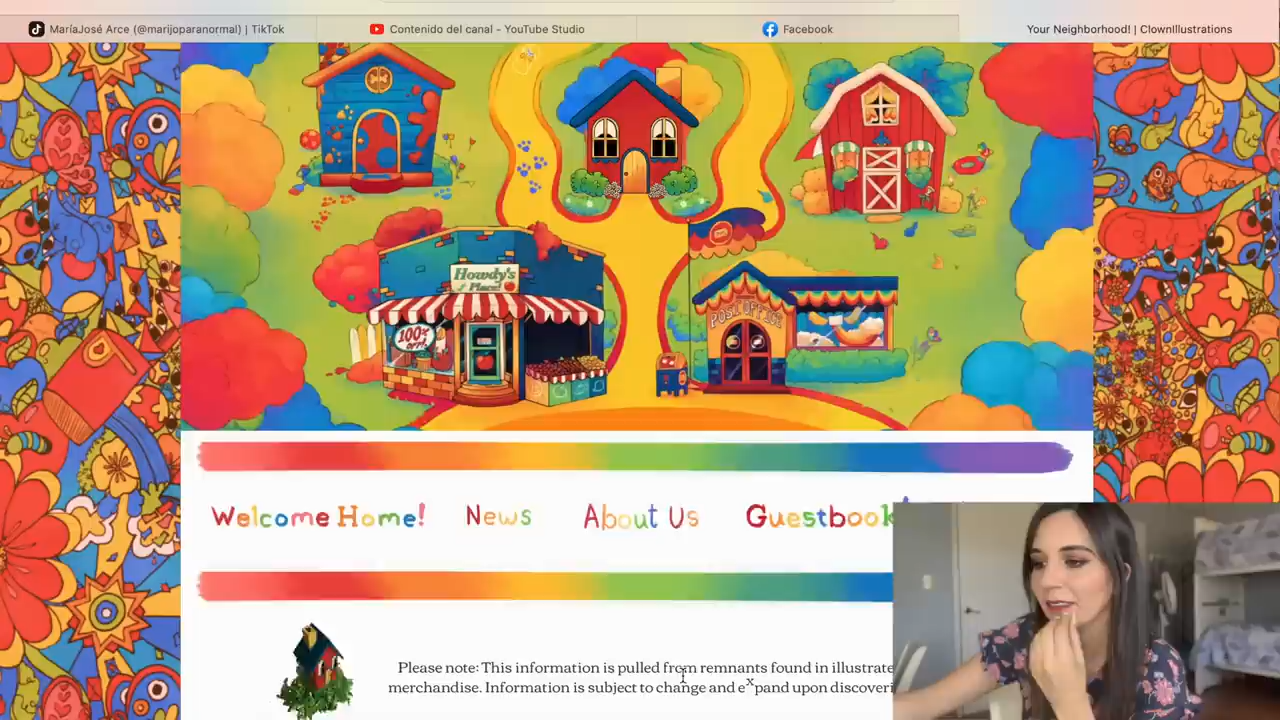 MaríaJosé Arce (@marijoparanormal) | TikTok
Contenido del canal - YouTube Studio
Facebook
Your Neighborhood! | ClownIllustrations
Howdy's
Place!
100%
OFF!
POST OFFICE
Welcome Home!
News
About Us
Guestbook
Please note: This information is pulled from remnants found in illustrate
merchandise. Information is subject to change and expand upon discoveri